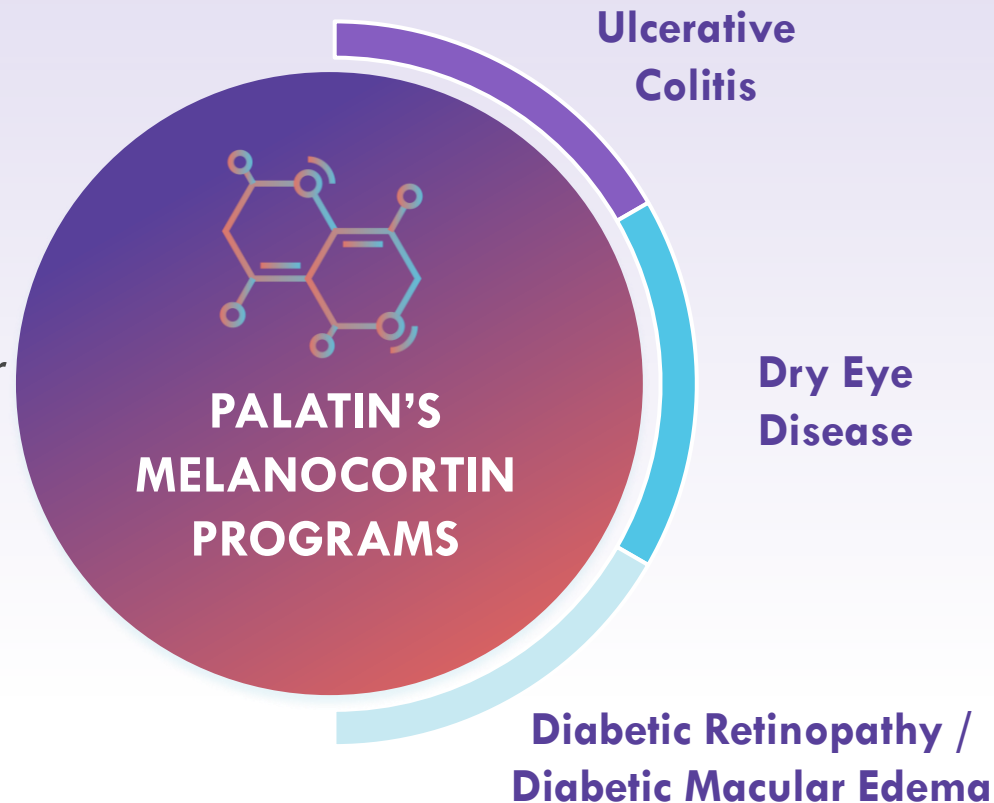 Ulcerative
Colitis
PALATIN’S
MELANOCORTIN
PROGRAMS
Dry Eye
Disease
Diabetic Retinopathy /
Diabetic Macular Edema